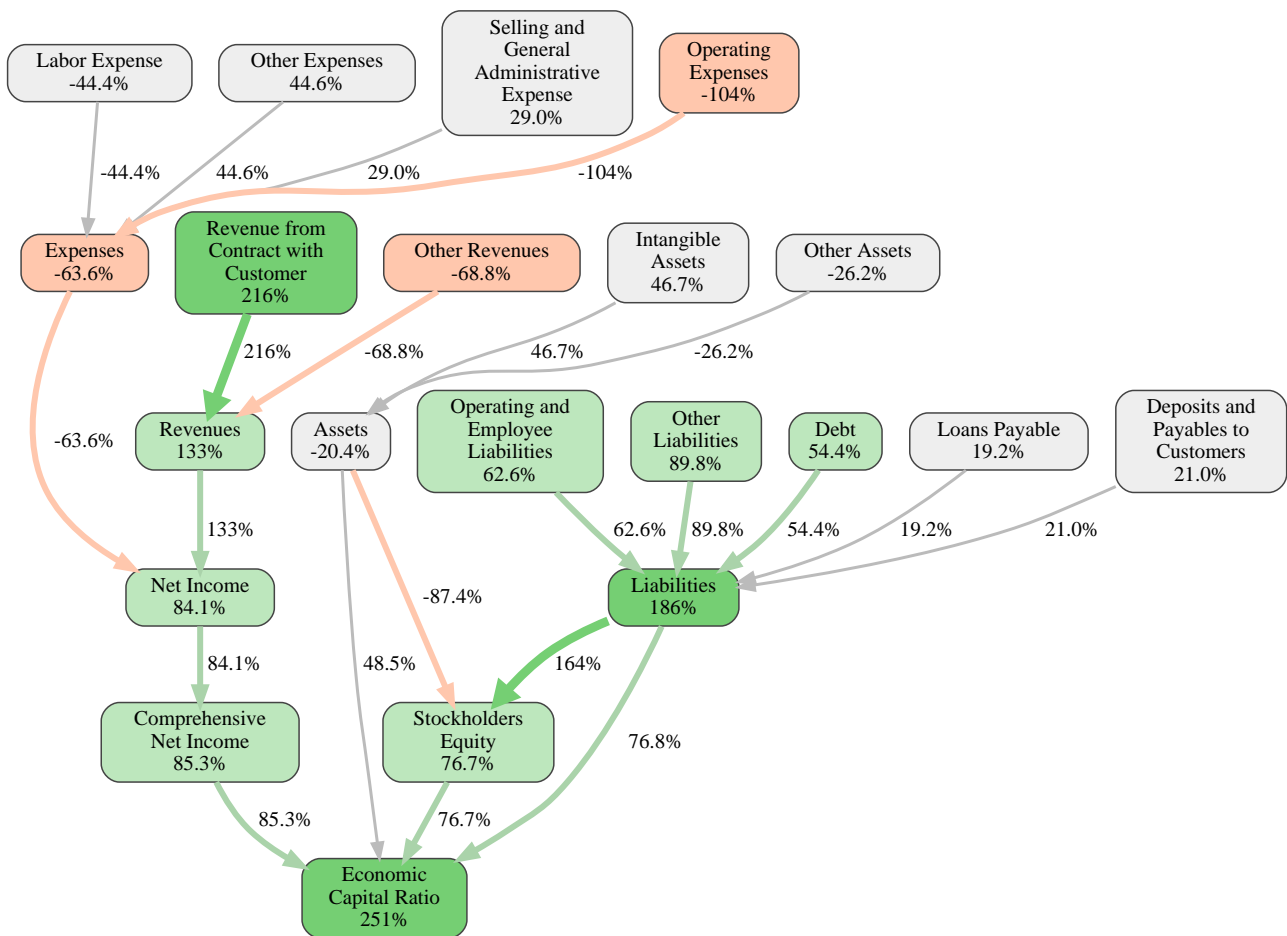 Labor Expense
-44.4%
Other Expenses
44.6%
Selling and
General
Administrative
Expense
29.0%
Operating
Expenses
-104%
-44.4%
44.6%
29.0%
-104%
Expenses
-63.6%
Revenue from
Contract with
Customer
216%
Other Revenues
-68.8%
Intangible
Assets
46.7%
Other Assets
-26.2%
216%
-68.8%
46.7%
-26.2%
-63.6%
Revenues
133%
Assets
-20.4%
Operating and
Employee
Liabilities
62.6%
Other
Liabilities
89.8%
Debt
54.4%
Loans Payable
19.2%
Deposits and
Payables to
Customers
21.0%
133%
62.6%
89.8%
54.4%
19.2%
21.0%
Net Income
84.1%
-87.4%
Liabilities
186%
84.1%
48.5%
164%
Comprehensive
Net Income
85.3%
Stockholders
Equity
76.7%
76.8%
85.3%
76.7%
Economic
Capital Ratio
251%